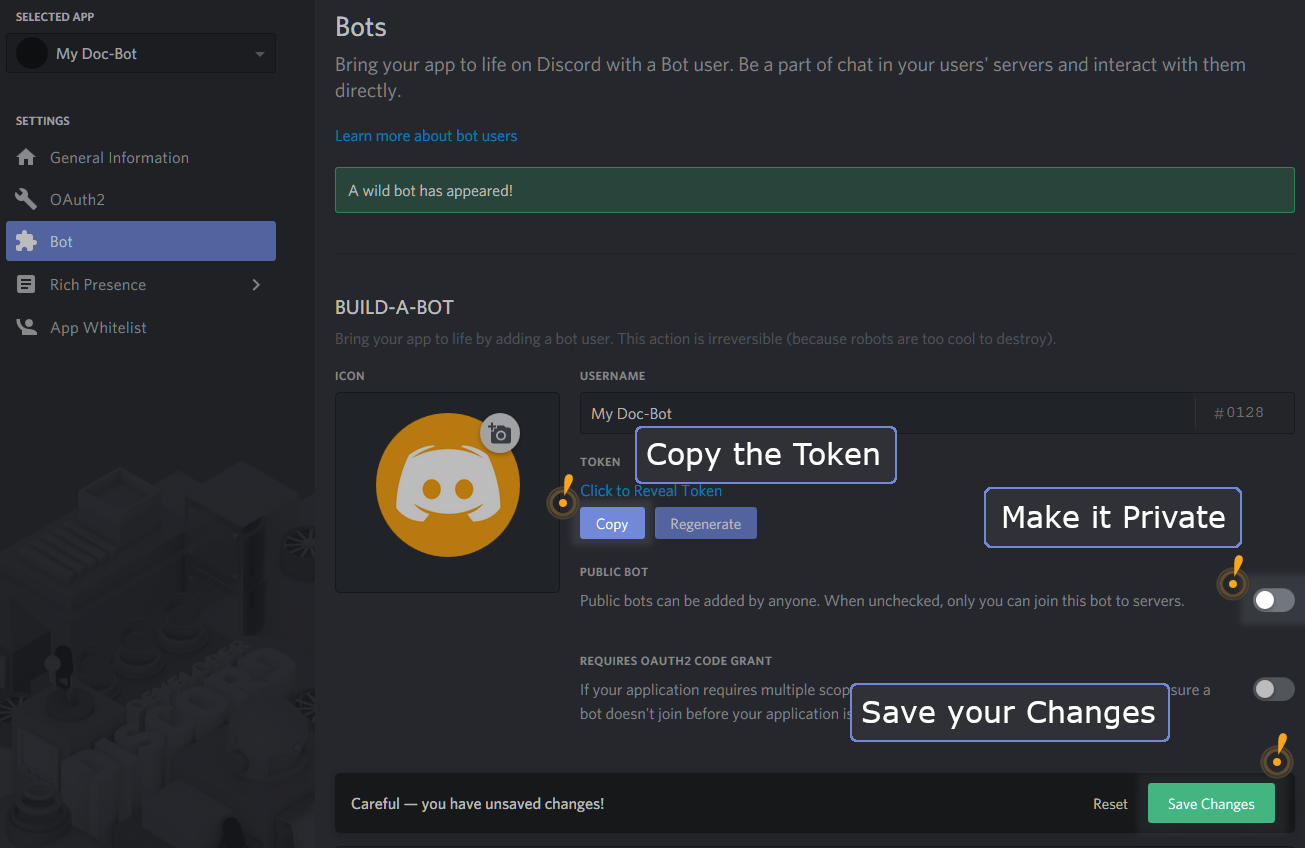 SELECTED APP
My Doc-Bot
SETTINGS
General Information
OAuth2
Bot
Rich Presence
App Whitelist
Bots
Bring your app to life on Discord with a Bot user. Be a part of chat in your users' servers and interact with them
directly.
Learn more about bot users
A wild bot has appeared!
BUILD-A-BOT
Bring your app to life by adding a bot user. This action is irreversible (because robots are too cool to destroy).
ICON
USERNAME
My Doc-Bot
#0128
TOKEN
Copy the Token
Click to Reveal Token
Copy
Regenerate
Make it Private
PUBLIC BOT
Public bots can be added by anyone. When unchecked, only you can join this bot to servers.
REQUIRES OAUTH2 CODE GRANT
If your application requires multiple scop sure a
bot doesn't join before your application is
Save your Changes
Careful — you have unsaved changes!
Reset
Save Changes